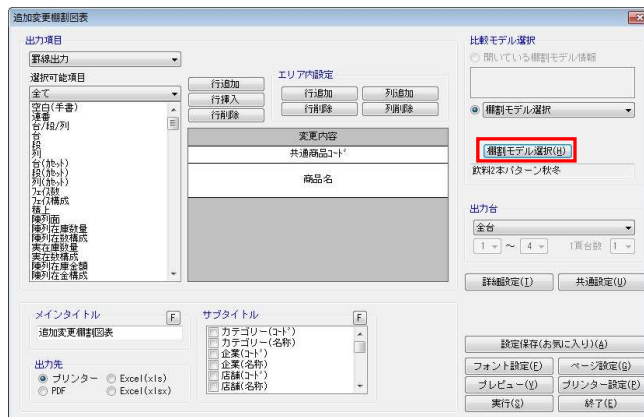 追加変更棚割図表
出力項目
罫線出力
選択可能項目
全て
空白(手書)
連番
台/段/列
台
段
列
台(ｶｾｯﾄ)
段(ｶｾｯﾄ)
列(ｶｾｯﾄ)
ﾌｪｲｽ数
ﾌｪｲｽ構成
積上
陳列面
陳列在庫数量
陳列在数構成
実在庫数量
実在数構成
陳列在庫金額
陳列在金構成
行追加
行挿入
行削除
エリア内設定
行追加
列追加
行削除
列削除
変更内容
共通商品ｺｰﾄﾞ
商品名
比較モデル選択
開いている棚割モデル情報
棚割モデル選択
棚割モデル選択(H)
飲料2本パターン秋冬
出力台
全台
1 ～ 4 1頁台数 1
詳細設定(I)
共通設定(U)
メインタイトル F
追加変更棚割図表
出力先
プリンター Excel(xls)
PDF Excel(xlsx)
サブタイトル F
カテゴリー(ｺｰﾄﾞ)
カテゴリー(名称)
企業(ｺｰﾄﾞ)
企業(名称)
店舗(ｺｰﾄﾞ)
店舗(名称)
設定保存(お気に入り)(A)
フォント設定(F) ページ設定(G)
プレビュー(V) プリンター設定(P)
実行(S) 終了(E)